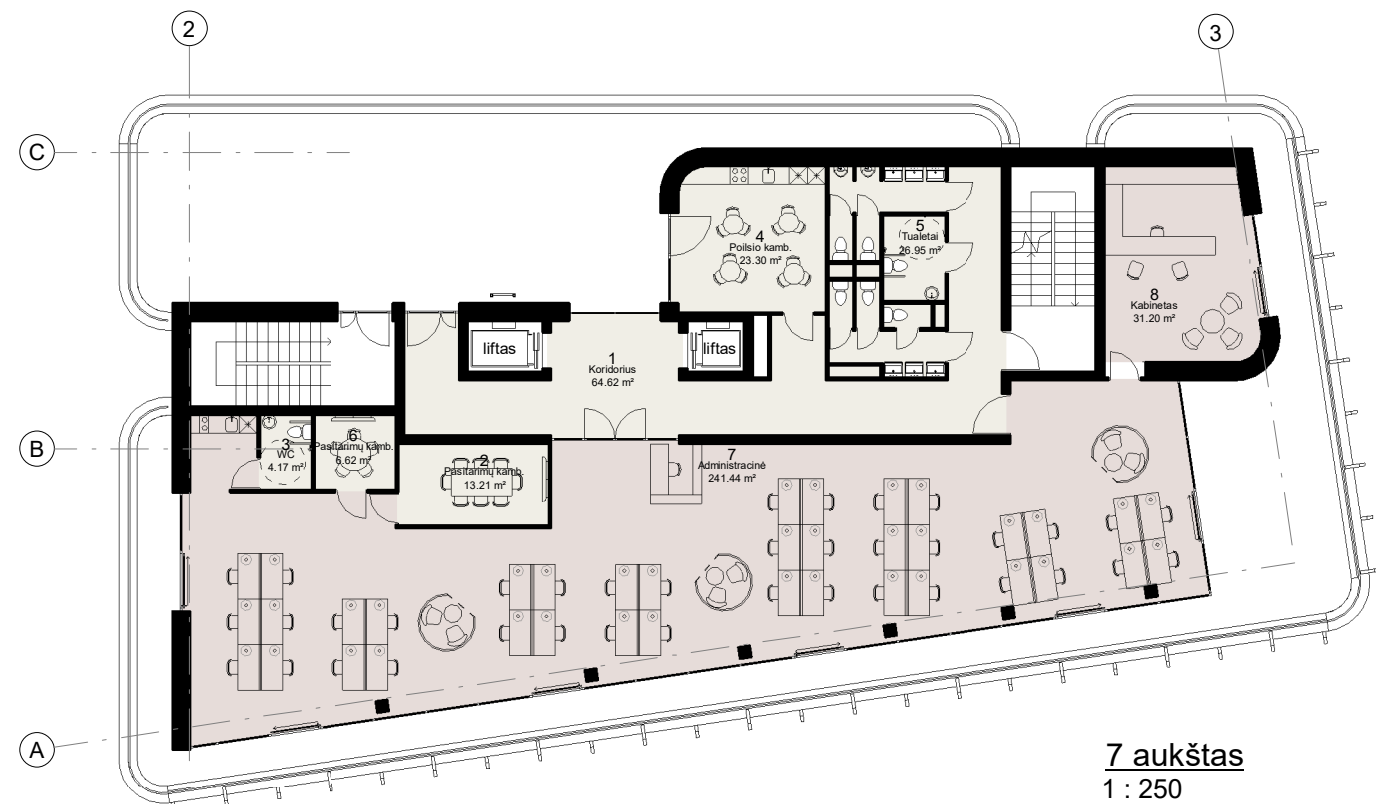 2
3
C
4
Poilsio kamb.
23.30 m²
5
Tualetai
26.95 m²
8
Kabinetas
31.20 m²
liftas
liftas
1
Koridorius
64.62 m²
B
3
WC
4.17 m²
6
Pasitarimų kamb.
6.62 m²
2
Pasitarimų kamb.
13.21 m²
7
Administracinė
241.44 m²
A
7 aukštas
1 : 250